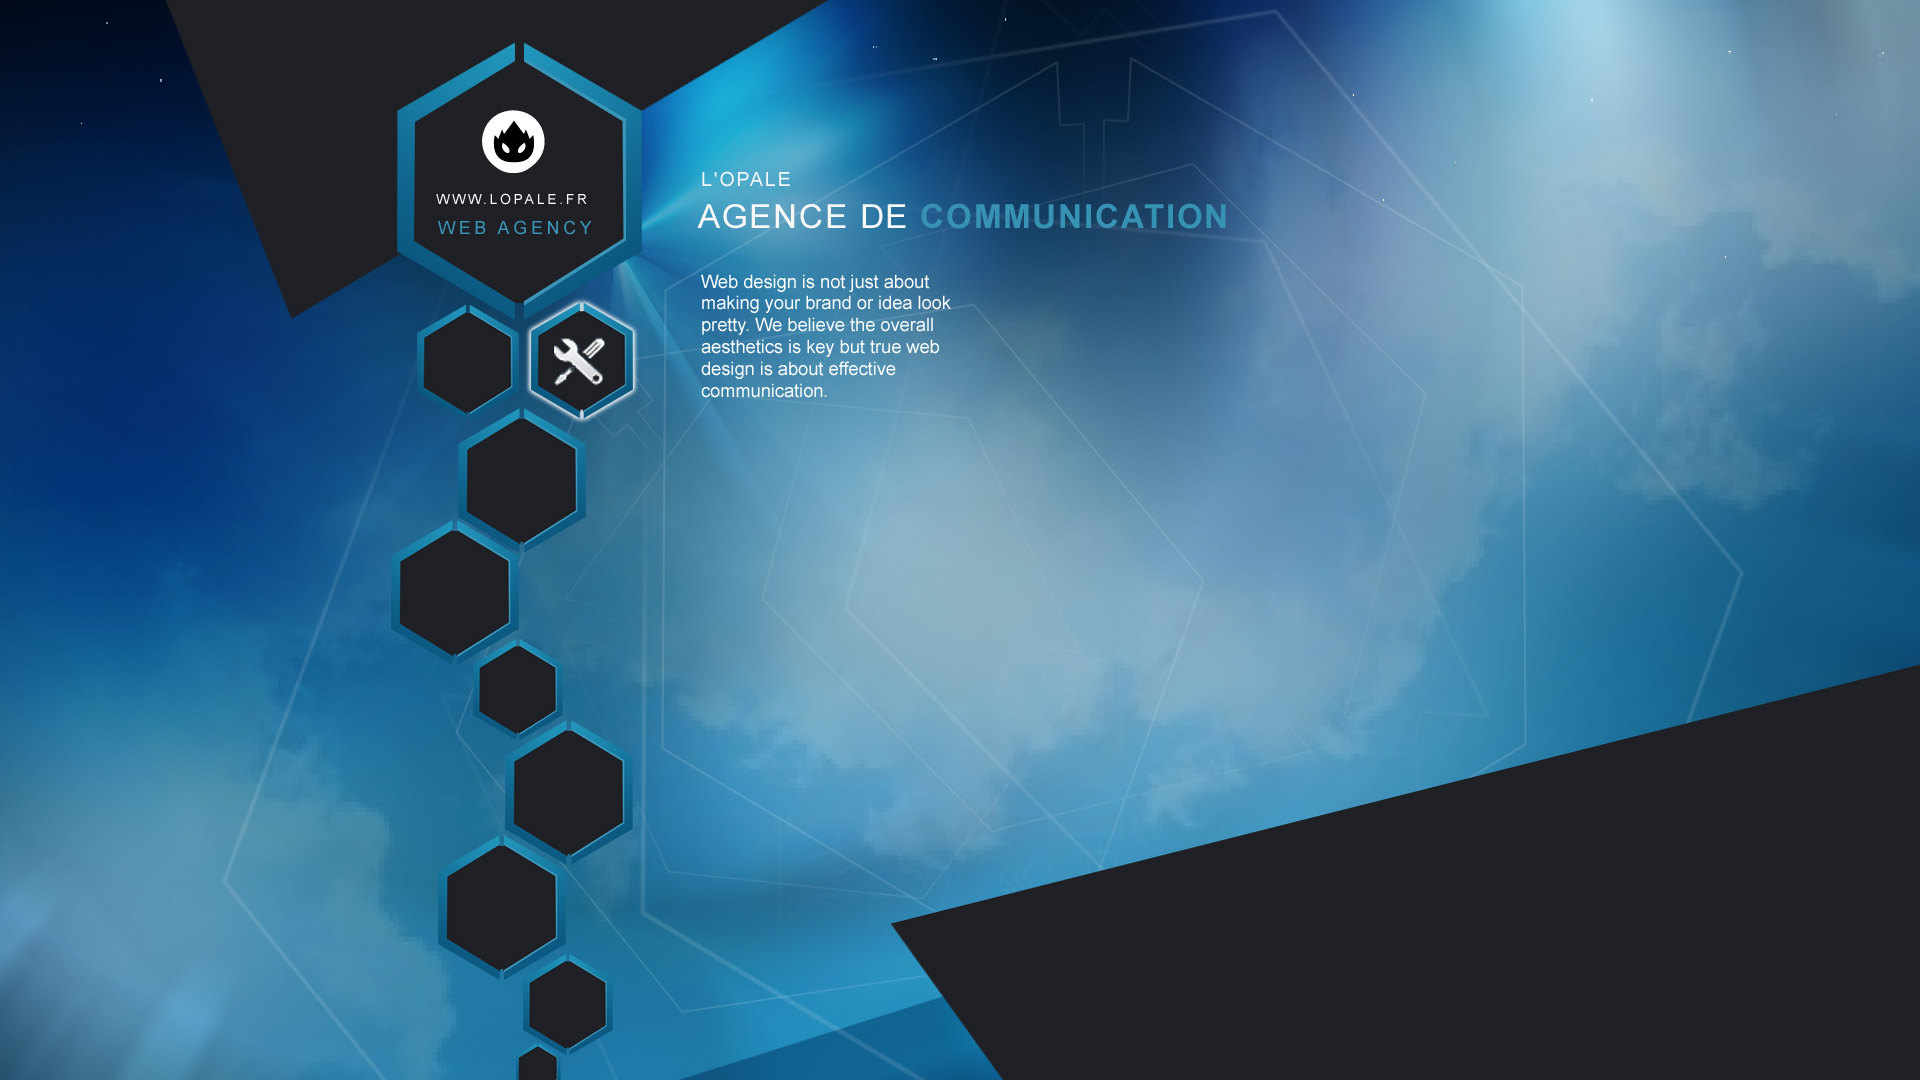 WWW.LOPALE.FR
WEB AGENCY
L'OPALE
AGENCE DE COMMUNICATION
Web design is not just about
making your brand or idea look
pretty. We believe the overall
aesthetics is key but true web
design is about effective
communication.